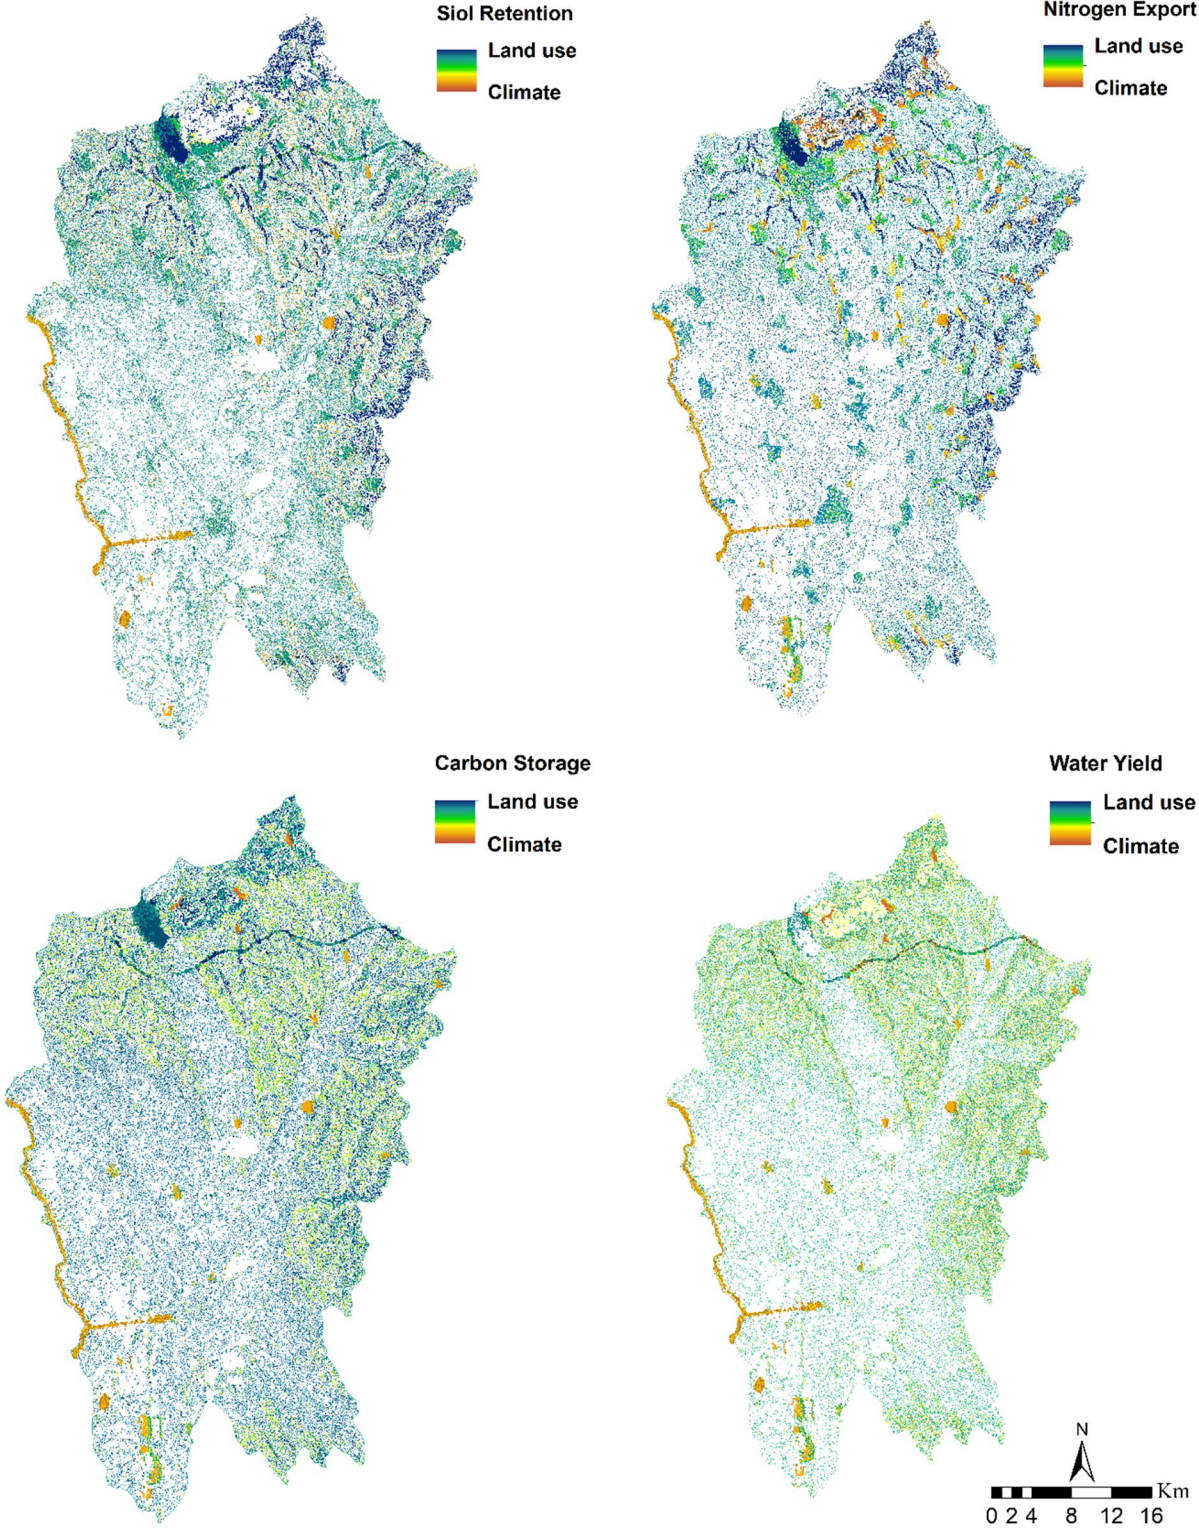 Siol Retention
Land use
Climate
Nitrogen Export
Land use
Climate
Carbon Storage
Land use
Climate
Water Yield
Land use
Climate
N
Km
0 2 4 8 12 16